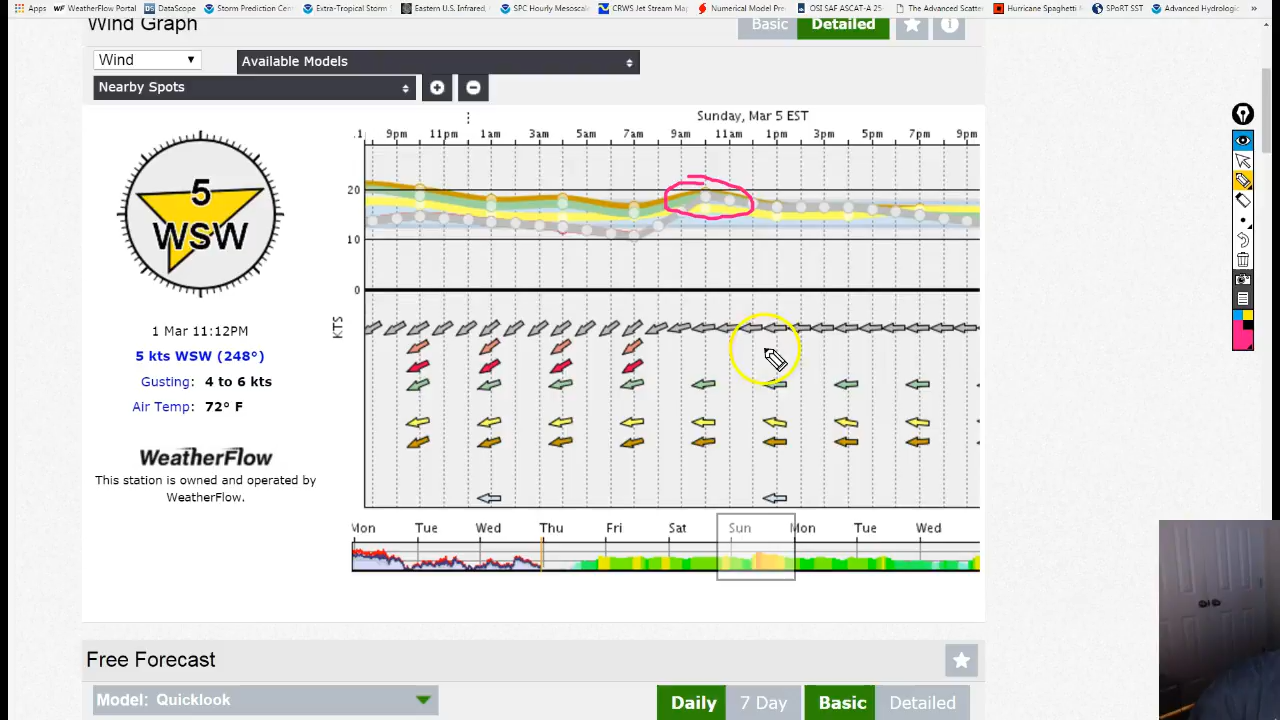 Apps WeatherFlow Portal DataScope Storm Prediction Cent Extra-Tropical Storm Eastern U.S. Infrared, SPC Hourly Mesoscale CRWS Jet Stream Map Numerical Model Pre OSI SAF ASCAT-A 25- The Advanced Scatte Hurricane Spaghetti M SPoRT SST Advanced Hydrologic »
Wind Graph
Basic Detailed
Wind Available Models
Nearby Spots
Sunday, Mar 5 EST
9pm 11pm 1am 3am 7am 5am 9am 11am 1pm 3pm 5pm 7pm 9pm
20
10
0
KTS
5
WSW
1 Mar 11:12PM
5 kts WSW (248°)
Gusting: 4 to 6 kts
Air Temp: 72° F
WeatherFlow
This station is owned and operated by
WeatherFlow.
Mon Tue Wed Thu Fri Sat Sun Mon Tue Wed
Free Forecast
Model: Quicklook
Daily 7 Day Basic Detailed